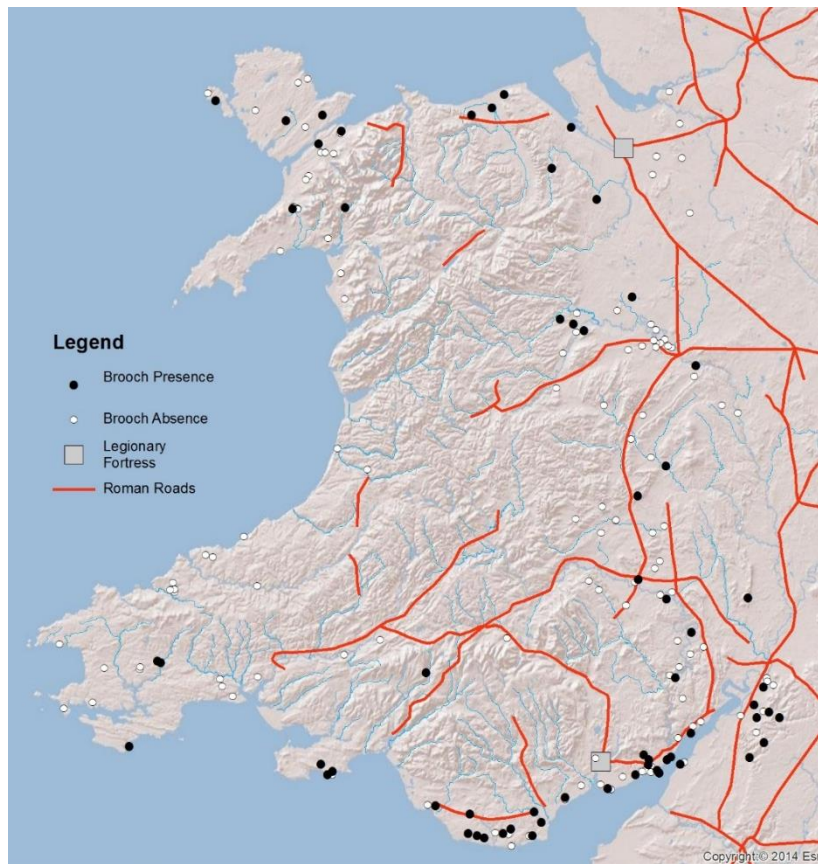 Legend
Brooch Presence
Brooch Absence
Legionary
Fortress
Roman Roads
Copyright:© 2014 Es